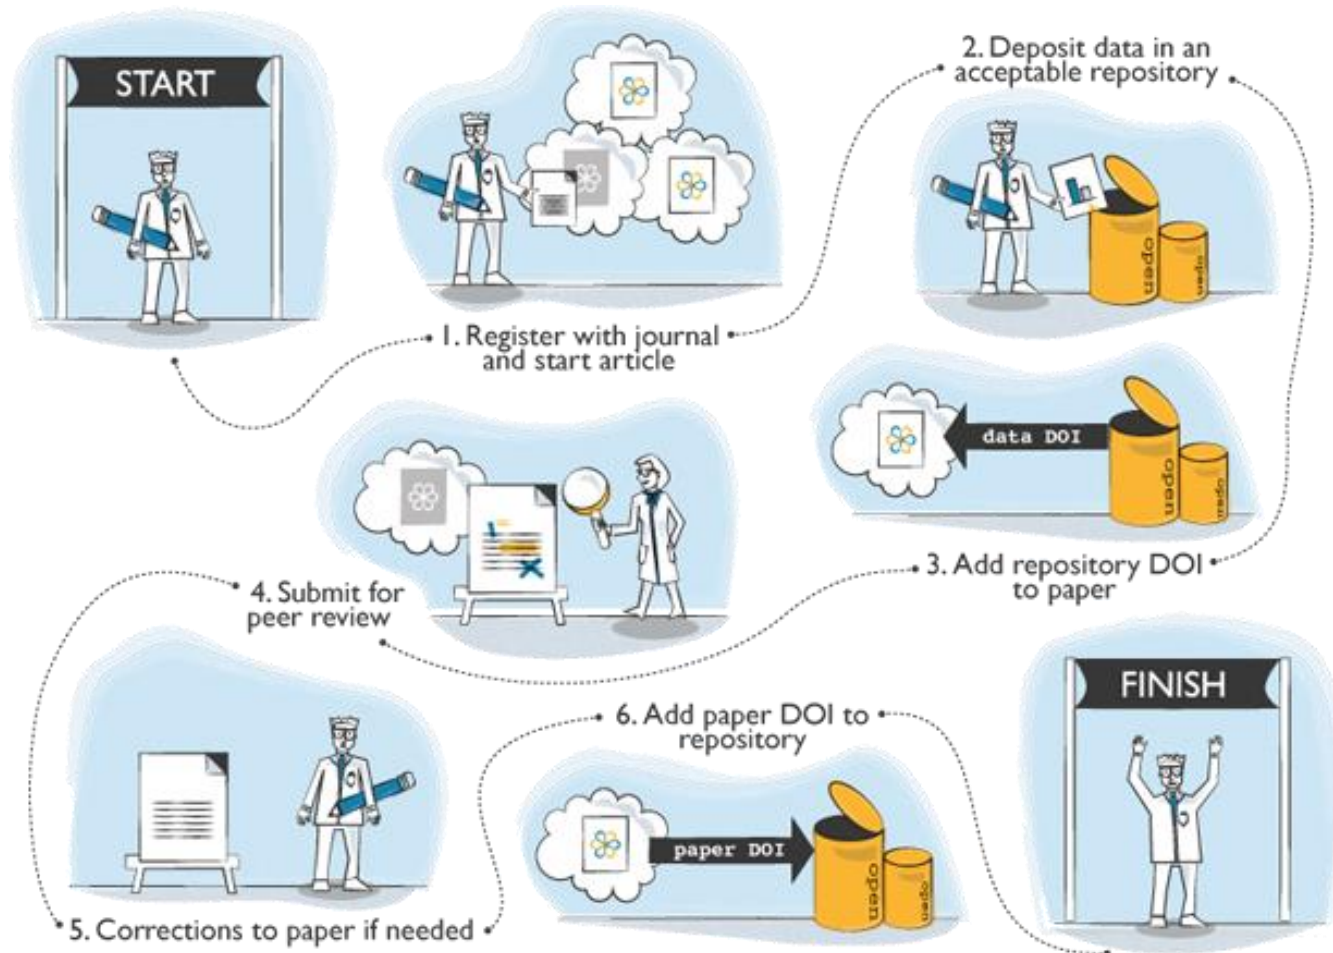 START
1. Register with journal
and start article
2. Deposit data in an
acceptable repository
open
open
data DOI
open
open
3. Add repository DOI
to paper
4. Submit for
peer review
5. Corrections to paper if needed
6. Add paper DOI to
repository
paper DOI
open
open
FINISH